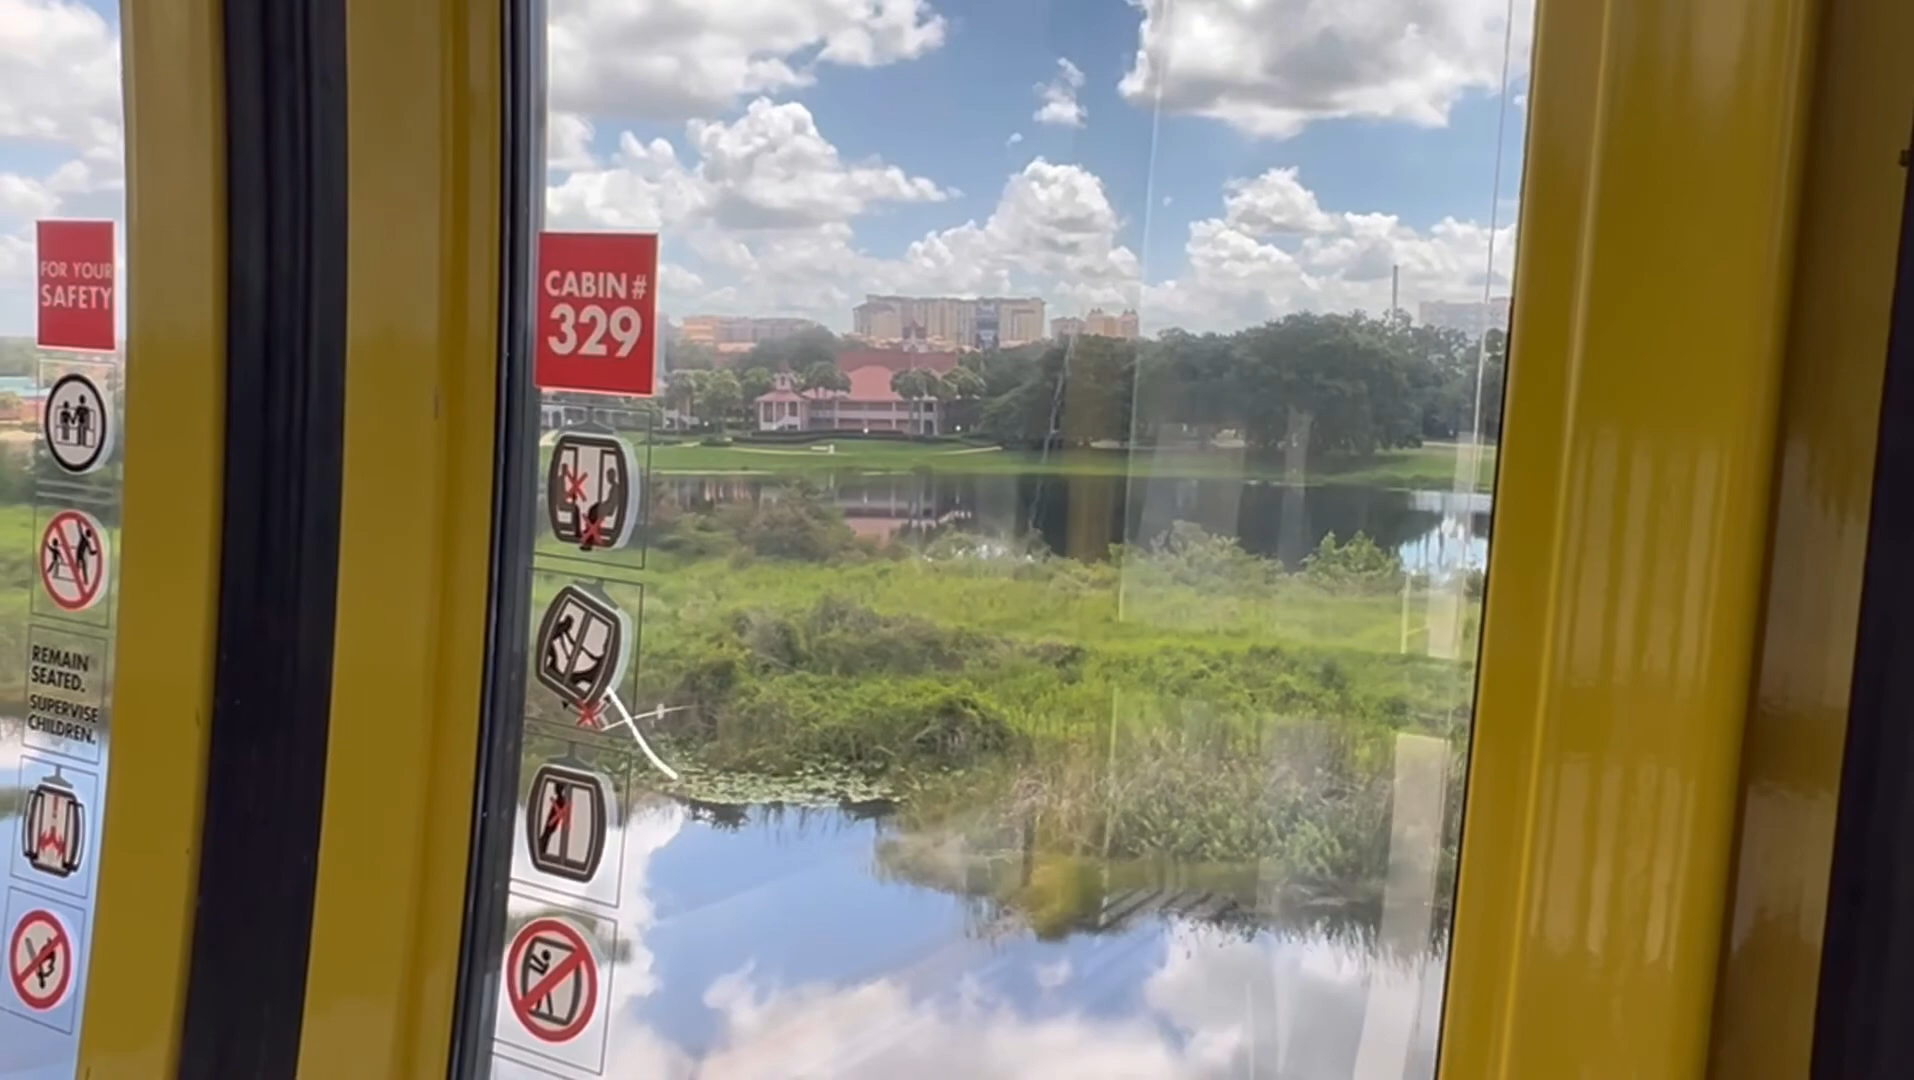 FOR YOUR
SAFETY
REMAIN
SEATED.
SUPERVISE
CHILDREN.
CABIN #
329